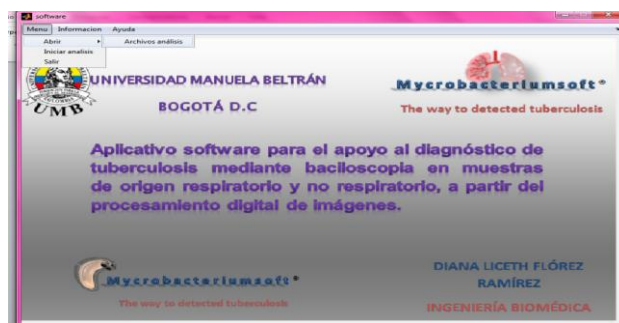 software
Menu Informacion Ayuda
Abrir Archivos análisis
Iniciar analisis
Salir
UNIVERSIDAD MANUELA BELTRÁN
BOGOTÁ D.C
UMB
Mycrobacteriumsoft®
The way to detected tuberculosis
Aplicativo software para el apoyo al diagnóstico de
tuberculosis mediante baciloscopia en muestras
de origen respiratorio y no respiratorio, a partir del
procesamiento digital de imágenes.
Mycrobacteriumsoft®
The way to detected tuberculosis
DIANA LICETH FLÓREZ
RAMÍREZ
INGENIERÍA BIOMÉDICA